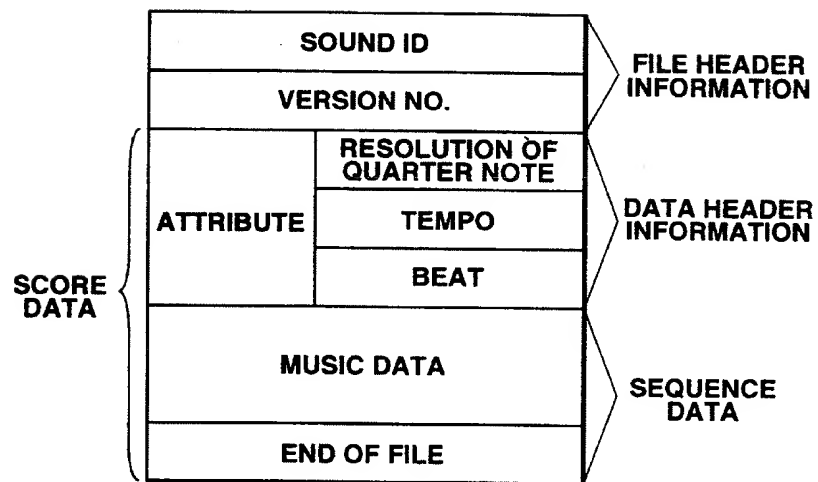 SOUND ID
FILE HEADER
INFORMATION
VERSION NO.
RESOLUTION OF
QUARTER NOTE
ATTRIBUTE
TEMPO
DATA HEADER
INFORMATION
BEAT
SCORE
DATA
MUSIC DATA
SEQUENCE
DATA
END OF FILE